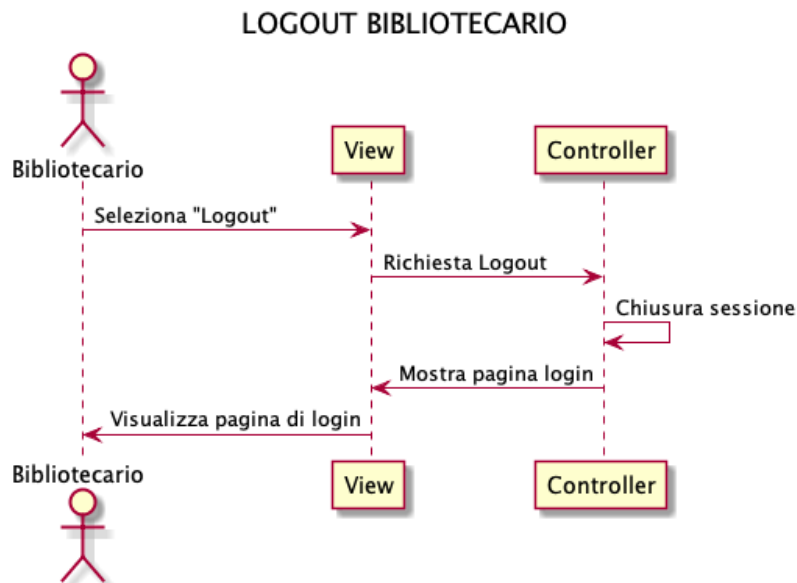 LOGOUT BIBLIOTECARIO
Bibliotecario
View
Controller
Seleziona "Logout"
Richiesta Logout
Chiusura sessione
Mostra pagina login
Visualizza pagina di login
Bibliotecario
View
Controller